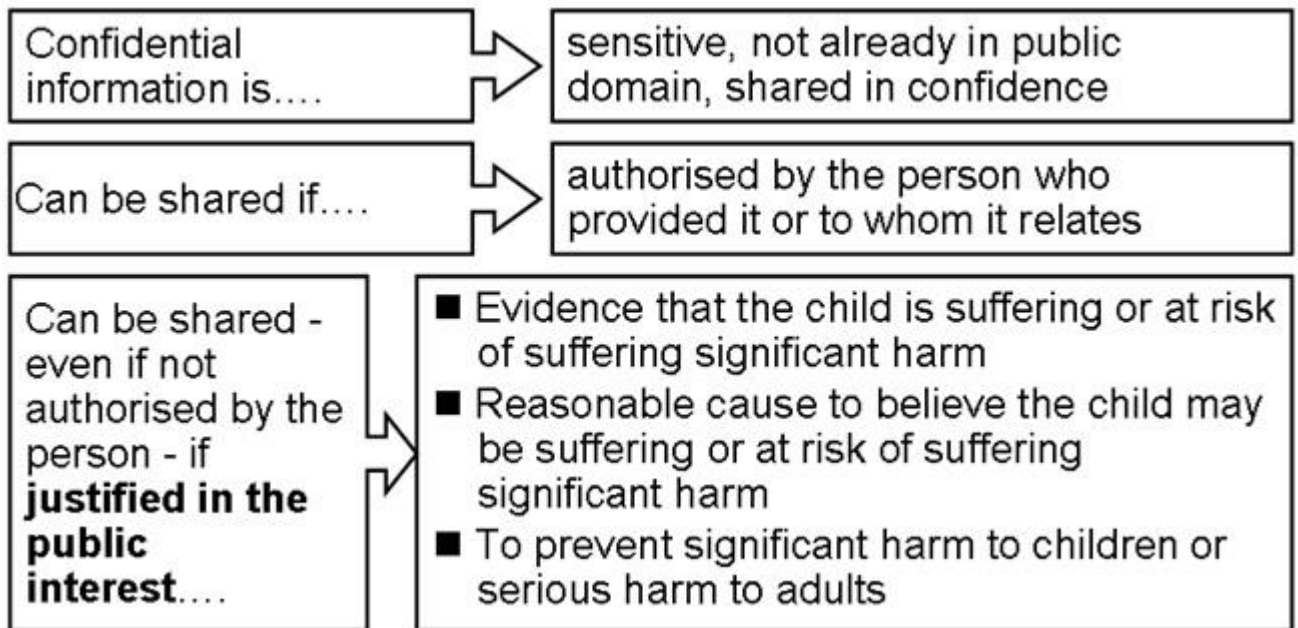 Confidential
information is....
sensitive, not already in public
domain, shared in confidence
Can be shared if....
authorised by the person who
provided it or to whom it relates
Can be shared -
even if not
authorised by the
person - if
justified in the
public
interest....
■ Evidence that the child is suffering or at risk
of suffering significant harm
■ Reasonable cause to believe the child may
be suffering or at risk of suffering
significant harm
■ To prevent significant harm to children or
serious harm to adults